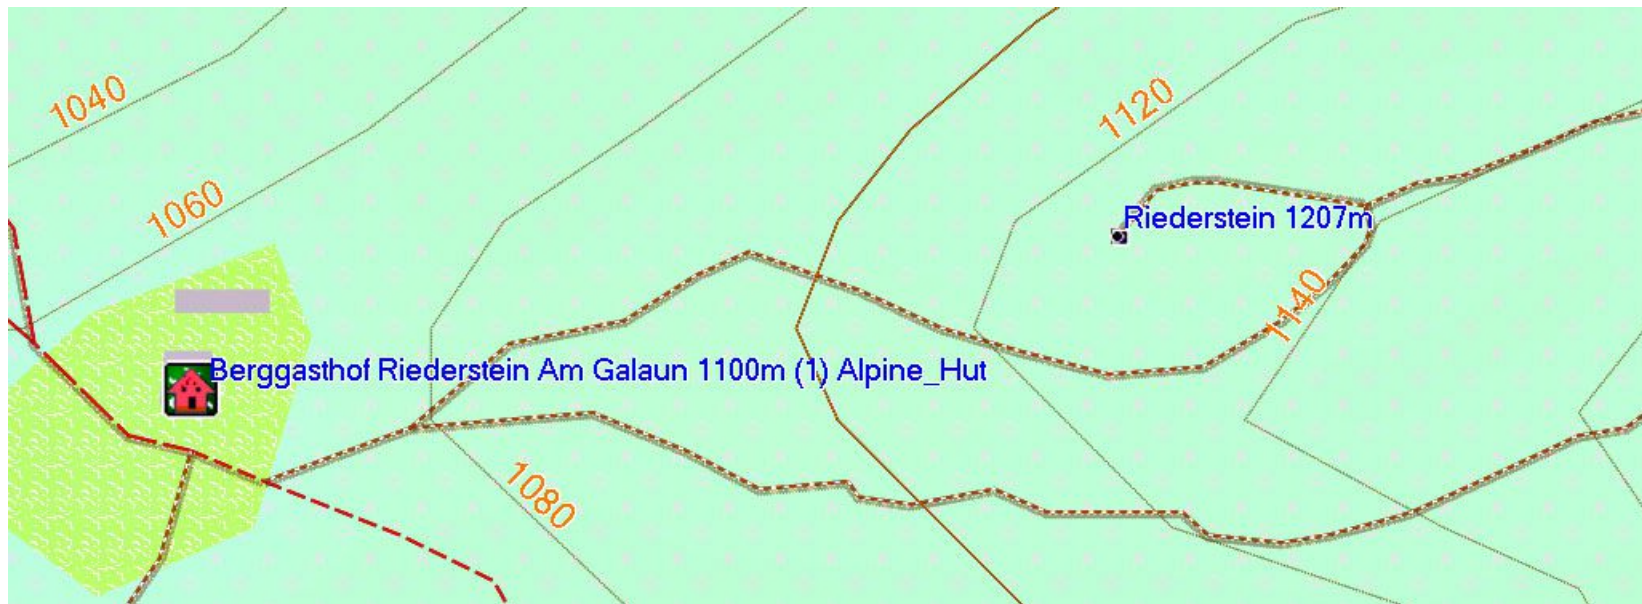 1040
1120
1060
Riederstein 1207m
1140
Berggasthof Riederstein Am Galaun 1100m (1) Alpine_Hut
1080